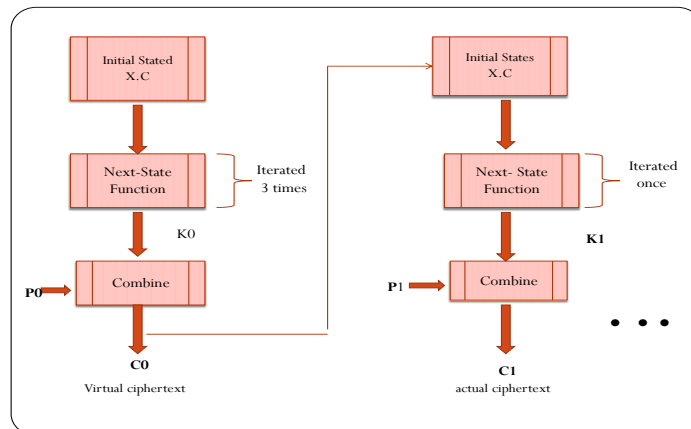 Initial Stated
X.C
Next-State
Function
Iterated
3 times
K0
P0
Combine
C0
Virtual ciphertext
Initial States
X.C
Next- State
Function
Iterated
once
K1
P1
Combine
C1
actual ciphertext
• • •